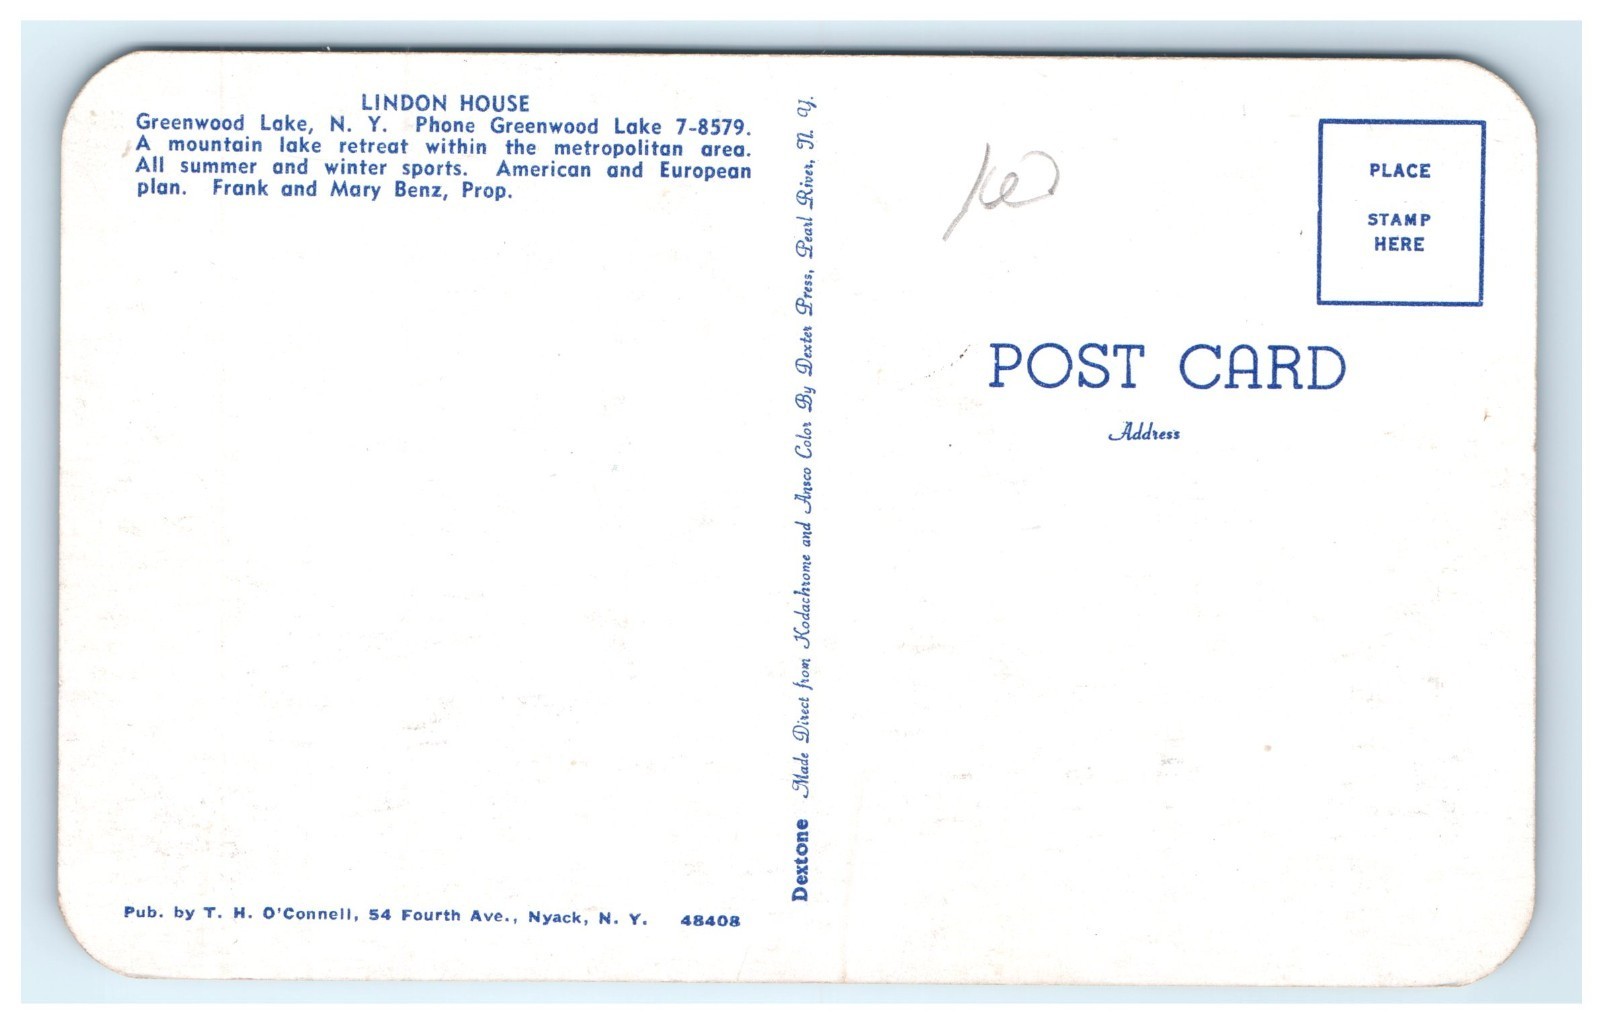 LINDON HOUSE
Greenwood Lake, N. Y. Phone Greenwood Lake 7-8579.
A mountain lake retreat within the metropolitan area.
All summer and winter sports. American and European
plan. Frank and Mary Benz, Prop.
Pub. by T. H. O'Connell, 54 Fourth Ave., Nyack, N. Y. 48408
Dextone Made Direct from Kodachrome and Ansco Color By Dexter Press, Pearl River, N. Y.
PLACE
STAMP
HERE
POST CARD
Address